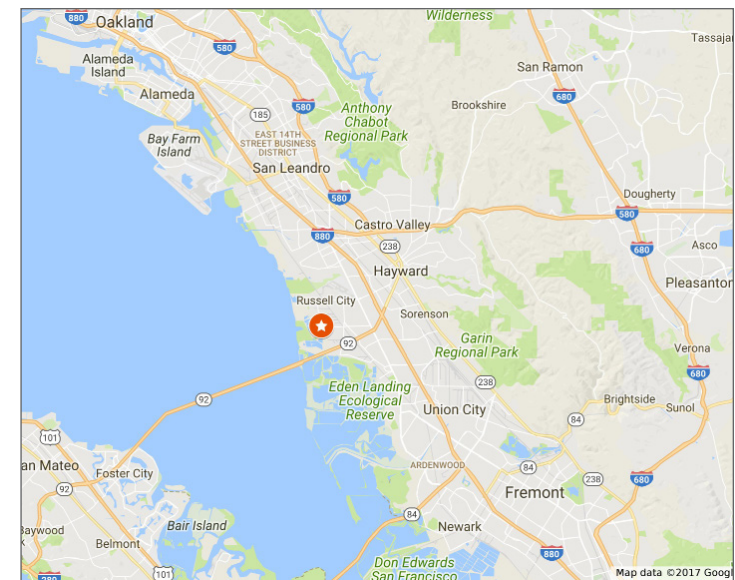 Wilderness
880
Oakland
580
Tassajar
Alameda
Island
San Ramon
680
Alameda
580
Brookshire
Anthony
Chabot
Regional Park
185
EAST 14TH
STREET BUSINESS
DISTRICT
Bay Farm
Island
San Leandro
580
Dougherty
580
Castro Valley
880
238
680
Asco
Hayward
Pleasanton
Russell City
Sorenson
92
Garin
Regional Park
Verona
680
Eden Landing
Ecological
Reserve
238
92
Brightside
Sunol
Union City
84
101
an Mateo
Foster City
ARDENWOOD
84
238
680
92
Fremont
84
Bair Island
Newark
Baywood
k
Belmont
880
Don Edwards
San Francisco
101
280
Map data ©2017 Googl